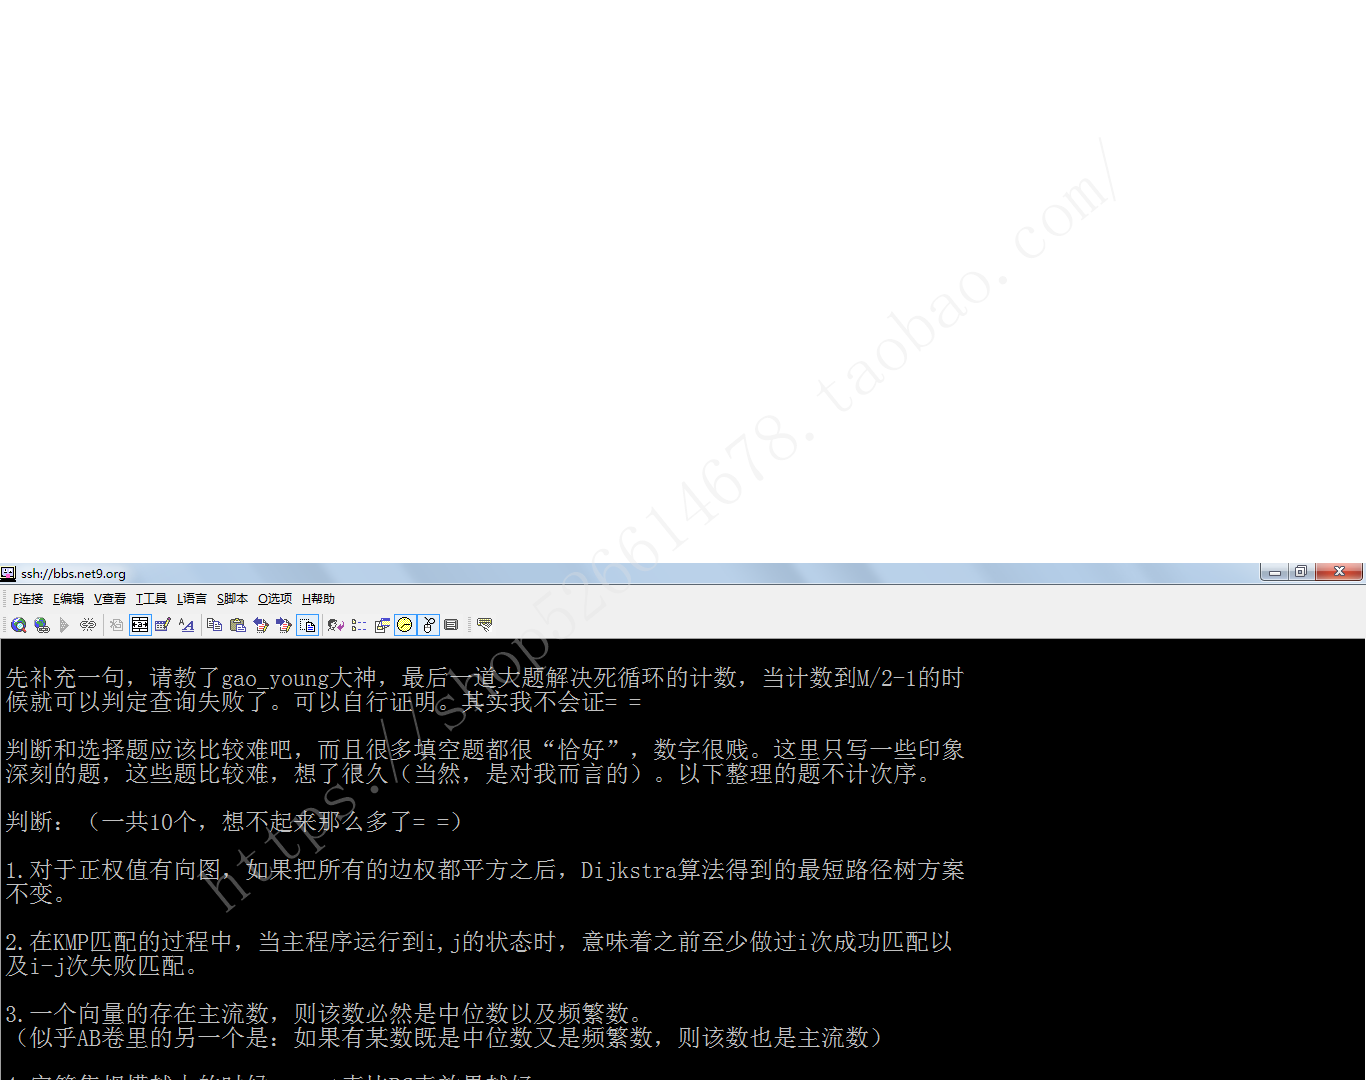 ssh://bbs.net9.org
F连接 E编辑 V查看 T工具 L语言 S脚本 O选项 H帮助
先补充一句，请教了gao_young大神，最后一道大题解决死循环的计数，当计数到M/2-1的时
候就可以判定查询失败了。可以自行证明。其实我不会证= =
判断和选择题应该比较难吧，而且很多填空题都很“恰好”，数字很贱。这里只写一些印象
深刻的题，这些题比较难，想了很久（当然，是对我而言的）。以下整理的题不计次序。
判断：（一共10个，想不起来那么多了= =）
1.对于正权值有向图，如果把所有的边权都平方之后，Dijkstra算法得到的最短路径树方案
不变。
2.在KMP匹配的过程中，当主程序运行到i,j的状态时，意味着之前至少做过i次成功匹配以
及i-j次失败匹配。
3.一个向量的存在主流数，则该数必然是中位数以及频繁数。
（似乎AB卷里的另一个是：如果有某数既是中位数又是频繁数，则该数也是主流数）
https://shop526614678.taobao.com/